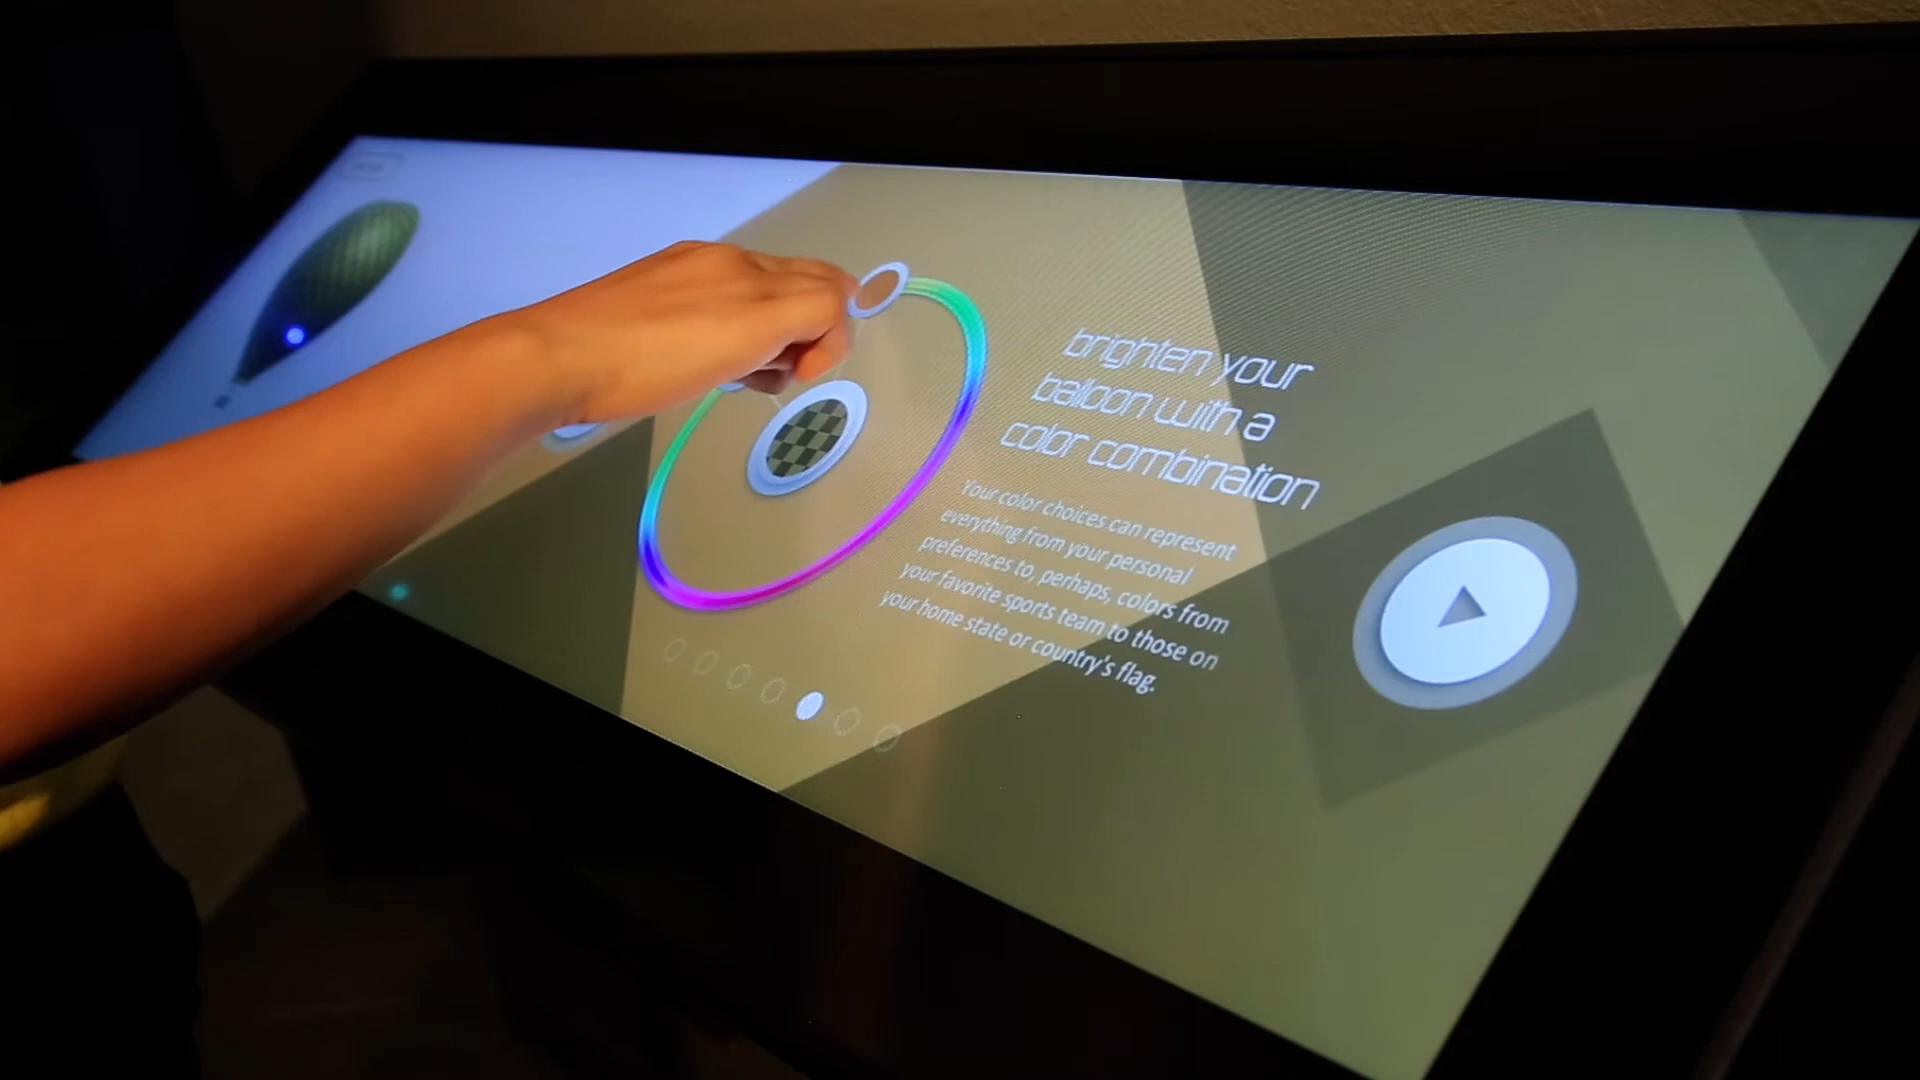 brighten your
balloon with a
color combination
Your color choices can represent
everything from your personal
preferences to, perhaps, colors from
your favorite sports team to those on
your home state or country's flag.